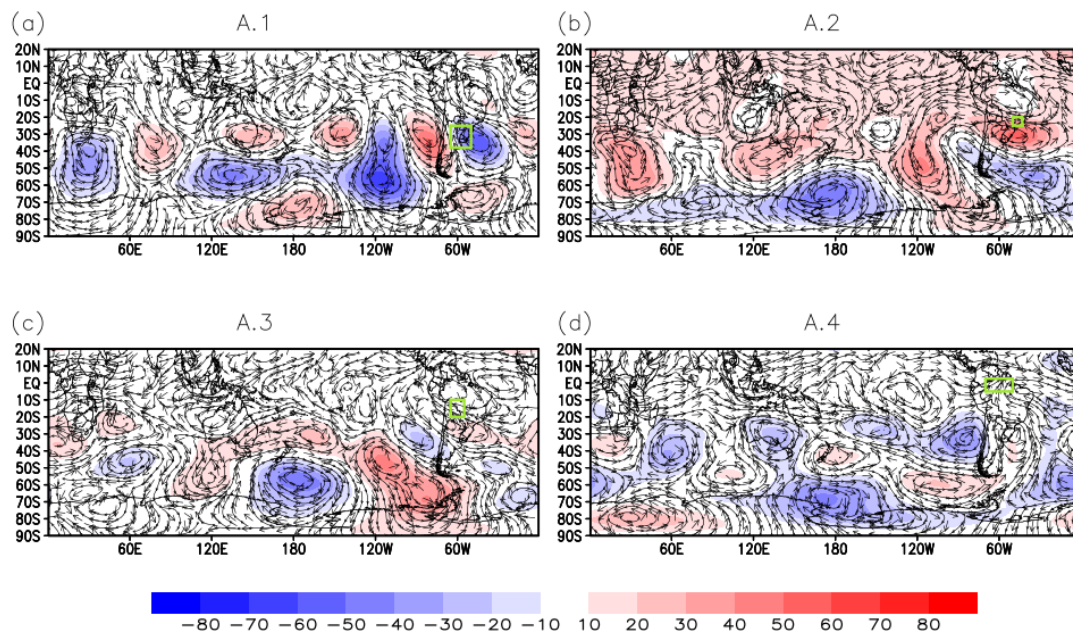 (a) A.1
(b) A.2
20N
10N
EQ
10S
20S
30S
40S
50S
60S
70S
80S
90S
60E 120E 180 120W 60W
20N
10N
EQ
10S
20S
30S
40S
50S
60S
70S
80S
90S
60E 120E 180 120W 60W
(c) A.3
(d) A.4
20N
10N
EQ
10S
20S
30S
40S
50S
60S
70S
80S
90S
60E 120E 180 120W 60W
20N
10N
EQ
10S
20S
30S
40S
50S
60S
70S
80S
90S
60E 120E 180 120W 60W
-80 -70 -60 -50 -40 -30 -20 -10 10 20 30 40 50 60 70 80